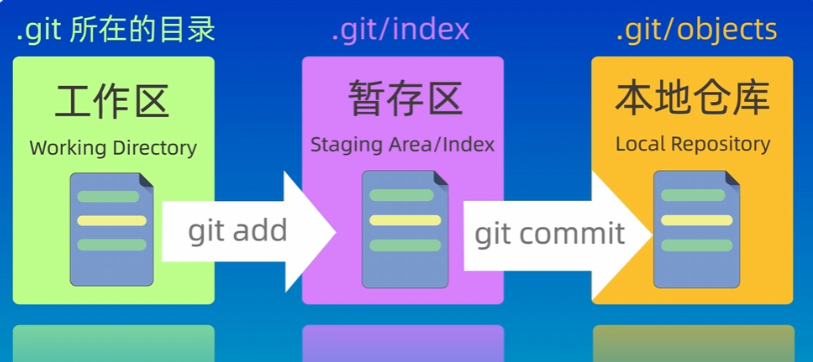 .git 所在的目录
.git/index
.git/objects
工作区
Working Directory
暂存区
Staging Area/Index
本地仓库
Local Repository
git add
git commit